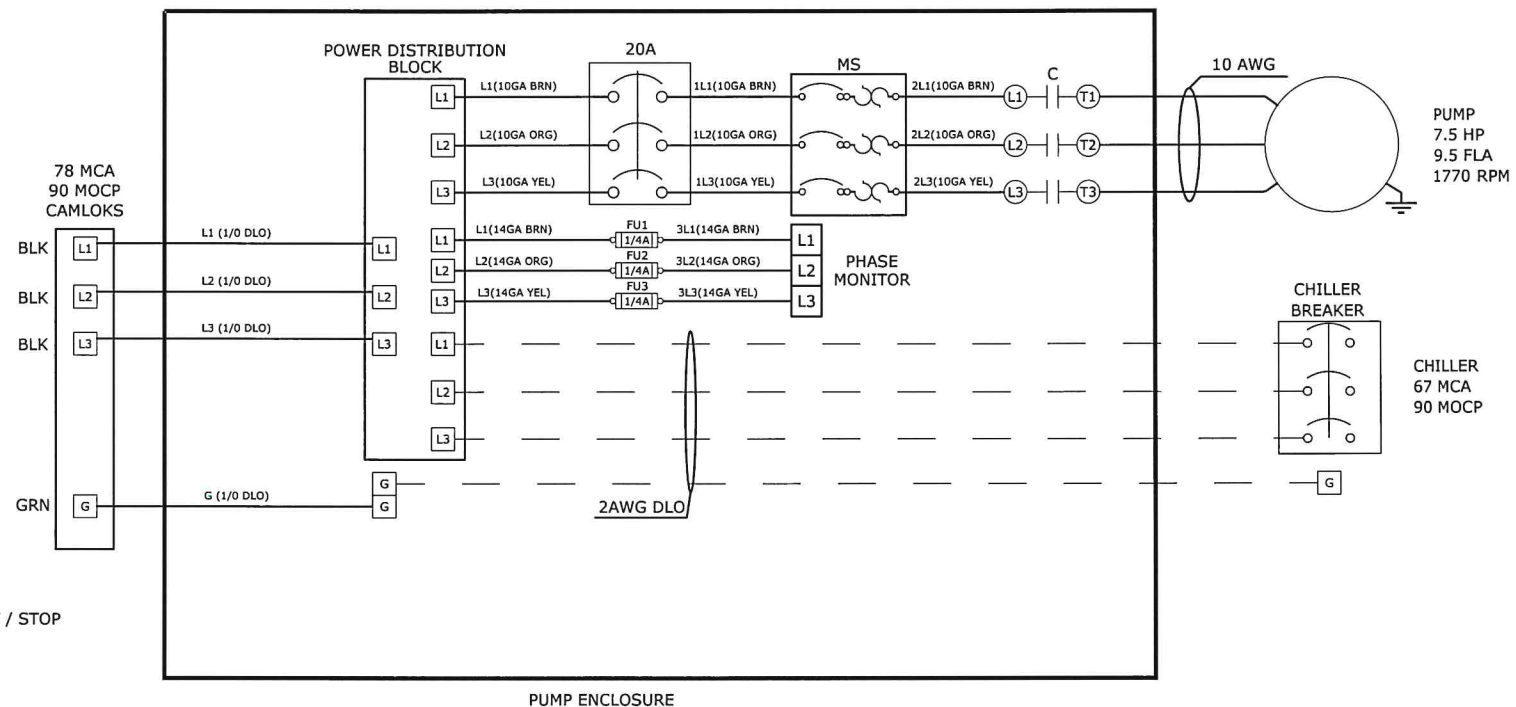 POWER DISTRIBUTION
BLOCK
20A
MS
C
10 AWG
L1
L1(10GA BRN)
1L1(10GA BRN)
2L1(10GA BRN)
L1
T1
L2
L2(10GA ORG)
1L2(10GA ORG)
2L2(10GA ORG)
L2
T2
L3
L3(10GA YEL)
1L3(10GA YEL)
2L3(10GA YEL)
L3
T3
PUMP
7.5 HP
9.5 FLA
1770 RPM
78 MCA
90 MOCP
CAMLOKS
BLK
L1
L1 (1/0 DLO)
L1
BLK
L2
L2 (1/0 DLO)
L2
BLK
L3
L3 (1/0 DLO)
L3
GRN
G
G (1/0 DLO)
G
G
L1
L1(14GA BRN)
FU1
1/4A
3L1(14GA BRN)
L1
L2
L2(14GA ORG)
FU2
1/4A
3L2(14GA ORG)
L2
L3
L3(14GA YEL)
FU3
1/4A
3L3(14GA YEL)
L3
PHASE
MONITOR
L1
L2
L3
2AWG DLO
CHILLER
BREAKER
CHILLER
67 MCA
90 MOCP
G
/ STOP
PUMP ENCLOSURE